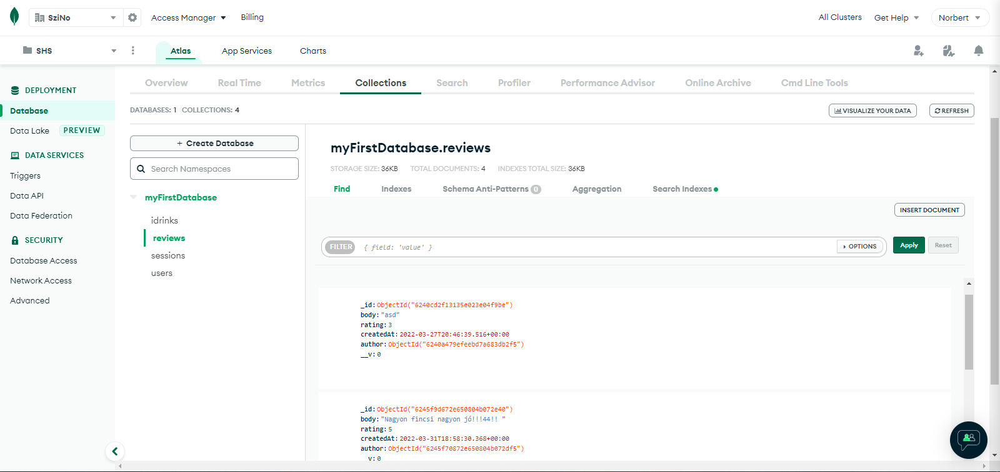 SziNo
Access Manager
Billing
All Clusters
Get Help
Norbert
SHS
Atlas
App Services
Charts
DEPLOYMENT
Database
Data Lake PREVIEW
DATA SERVICES
Triggers
Data API
Data Federation
SECURITY
Database Access
Network Access
Advanced
Overview
Real Time
Metrics
Collections
Search
Profiler
Performance Advisor
Online Archive
Cmd Line Tools
DATABASES: 1 COLLECTIONS: 4
VISUALIZE YOUR DATA
REFRESH
+ Create Database
Search Namespaces
myFirstDatabase
idrinks
reviews
sessions
users
myFirstDatabase.reviews
STORAGE SIZE: 36KB TOTAL DOCUMENTS: 4 INDEXES TOTAL SIZE: 36KB
Find
Indexes
Schema Anti-Patterns 0
Aggregation
Search Indexes
INSERT DOCUMENT
FILTER { field: 'value' }
OPTIONS
Apply
Reset
_id: ObjectId("6240cd2f13135e023e04f9be")
body: "asd"
rating: 3
createdAt: 2022-03-27T20:46:39.516+00:00
author: ObjectId("6240a479efeebd7a683db2f5")
__v: 0
_id: ObjectId("6245f9d672e650804b072e40")
body: "Nagyon fincsi nagyon jó!!!44!! "
rating: 5
createdAt: 2022-03-31T18:58:30.368+00:00
author: ObjectId("6245f70872e650804b072df5")
__v: 0